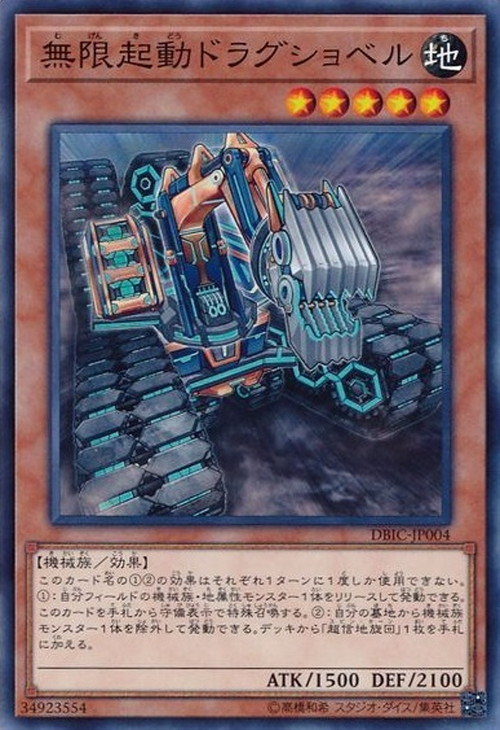 無限起動ドラグショベル
地
DBIC-JP004
【機械族/効果】
このカード名の①②の効果はそれぞれ1ターンに1度しか使用できない。
①:自分フィールドの機械族・地属性モンスター1体をリリースして発動できる。
このカードを手札から守備表示で特殊召喚する。②:自分の墓地から機械族
モンスター1体を除外して発動できる。デッキから「超信地旋回」1枚を手札
に加える。
ATK/1500 DEF/2100
34923554
©高橋和希 スタジオ・ダイス/集英社